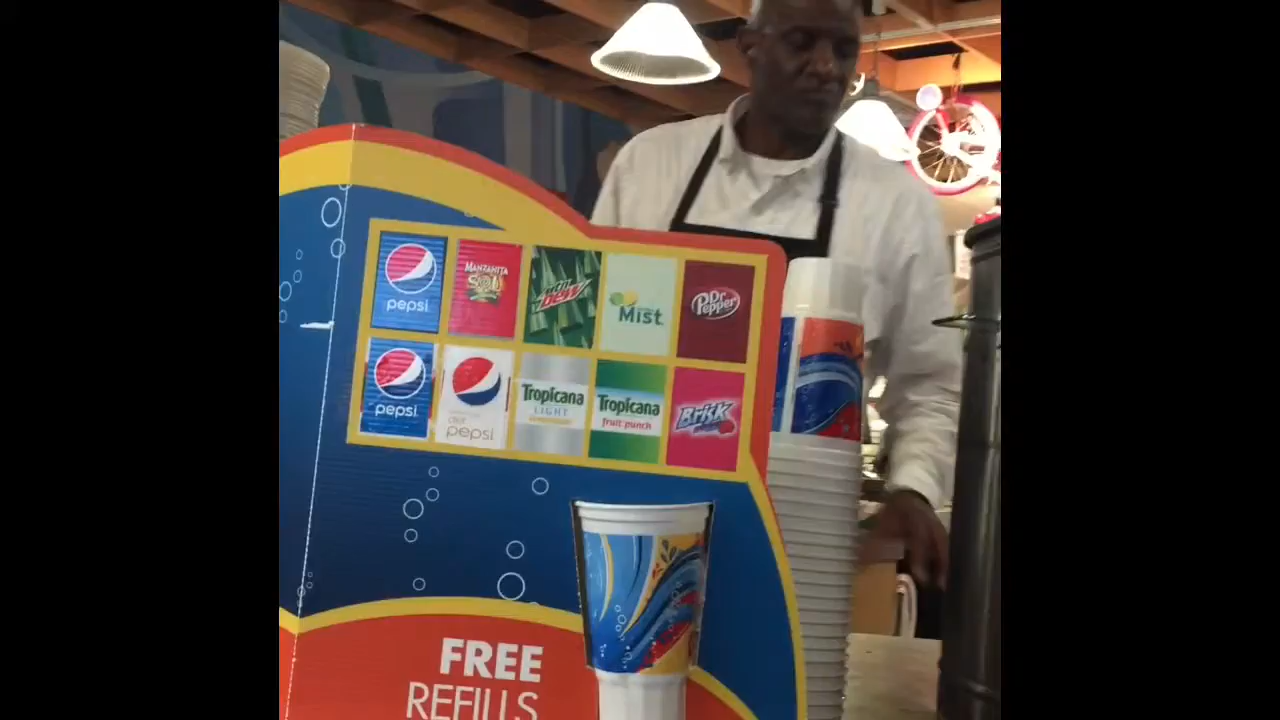 pepsi
MANZANITA
SOL
mtn
DEW
Mist
Dr
Pepper
pepsi
diet
pepsi
Tropicana
LIGHT
Tropicana
fruit punch
BRISK
FREE
REFILLS